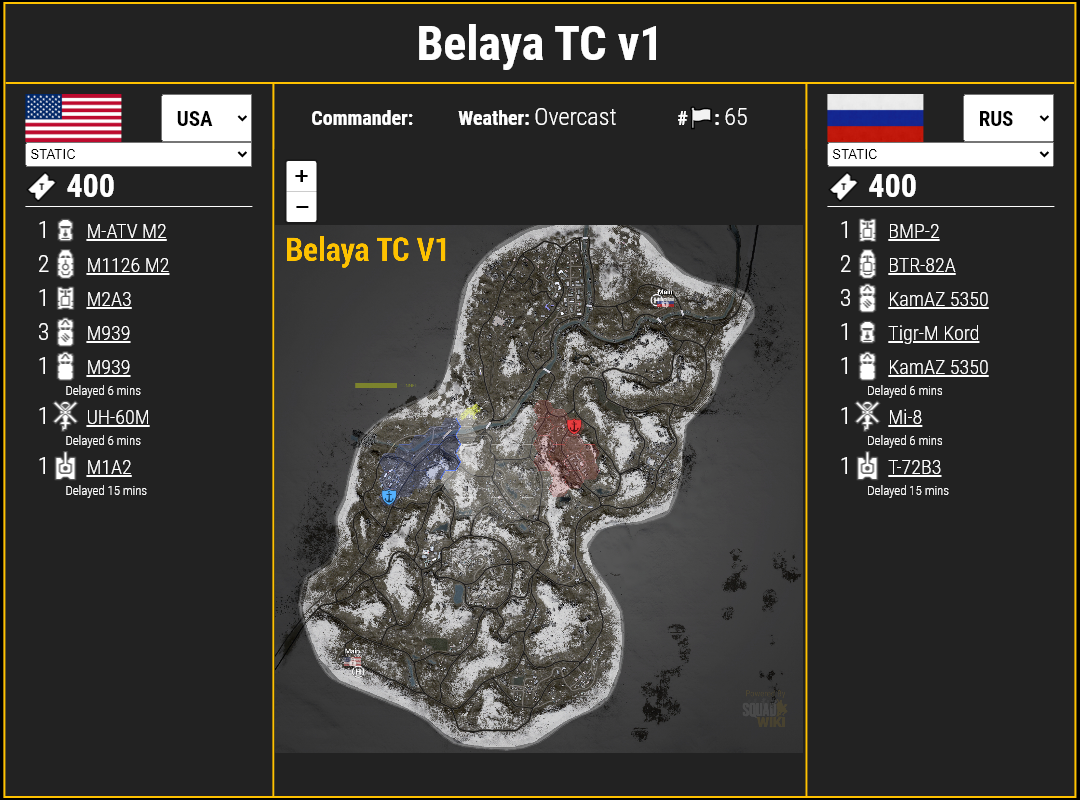 Belaya TC v1
USA
STATIC
400
1 M-ATV M2
2 M1126 M2
1 M2A3
3 M939
1 M939
Delayed 6 mins
1 UH-60M
Delayed 6 mins
1 M1A2
Delayed 15 mins
Commander: Weather: Overcast #: 65
+
−
Belaya TC V1
Main
Main
Powered by
SQUAD
WIKI
RUS
STATIC
400
1 BMP-2
2 BTR-82A
3 KamAZ 5350
1 Tigr-M Kord
1 KamAZ 5350
Delayed 6 mins
1 Mi-8
Delayed 6 mins
1 T-72B3
Delayed 15 mins